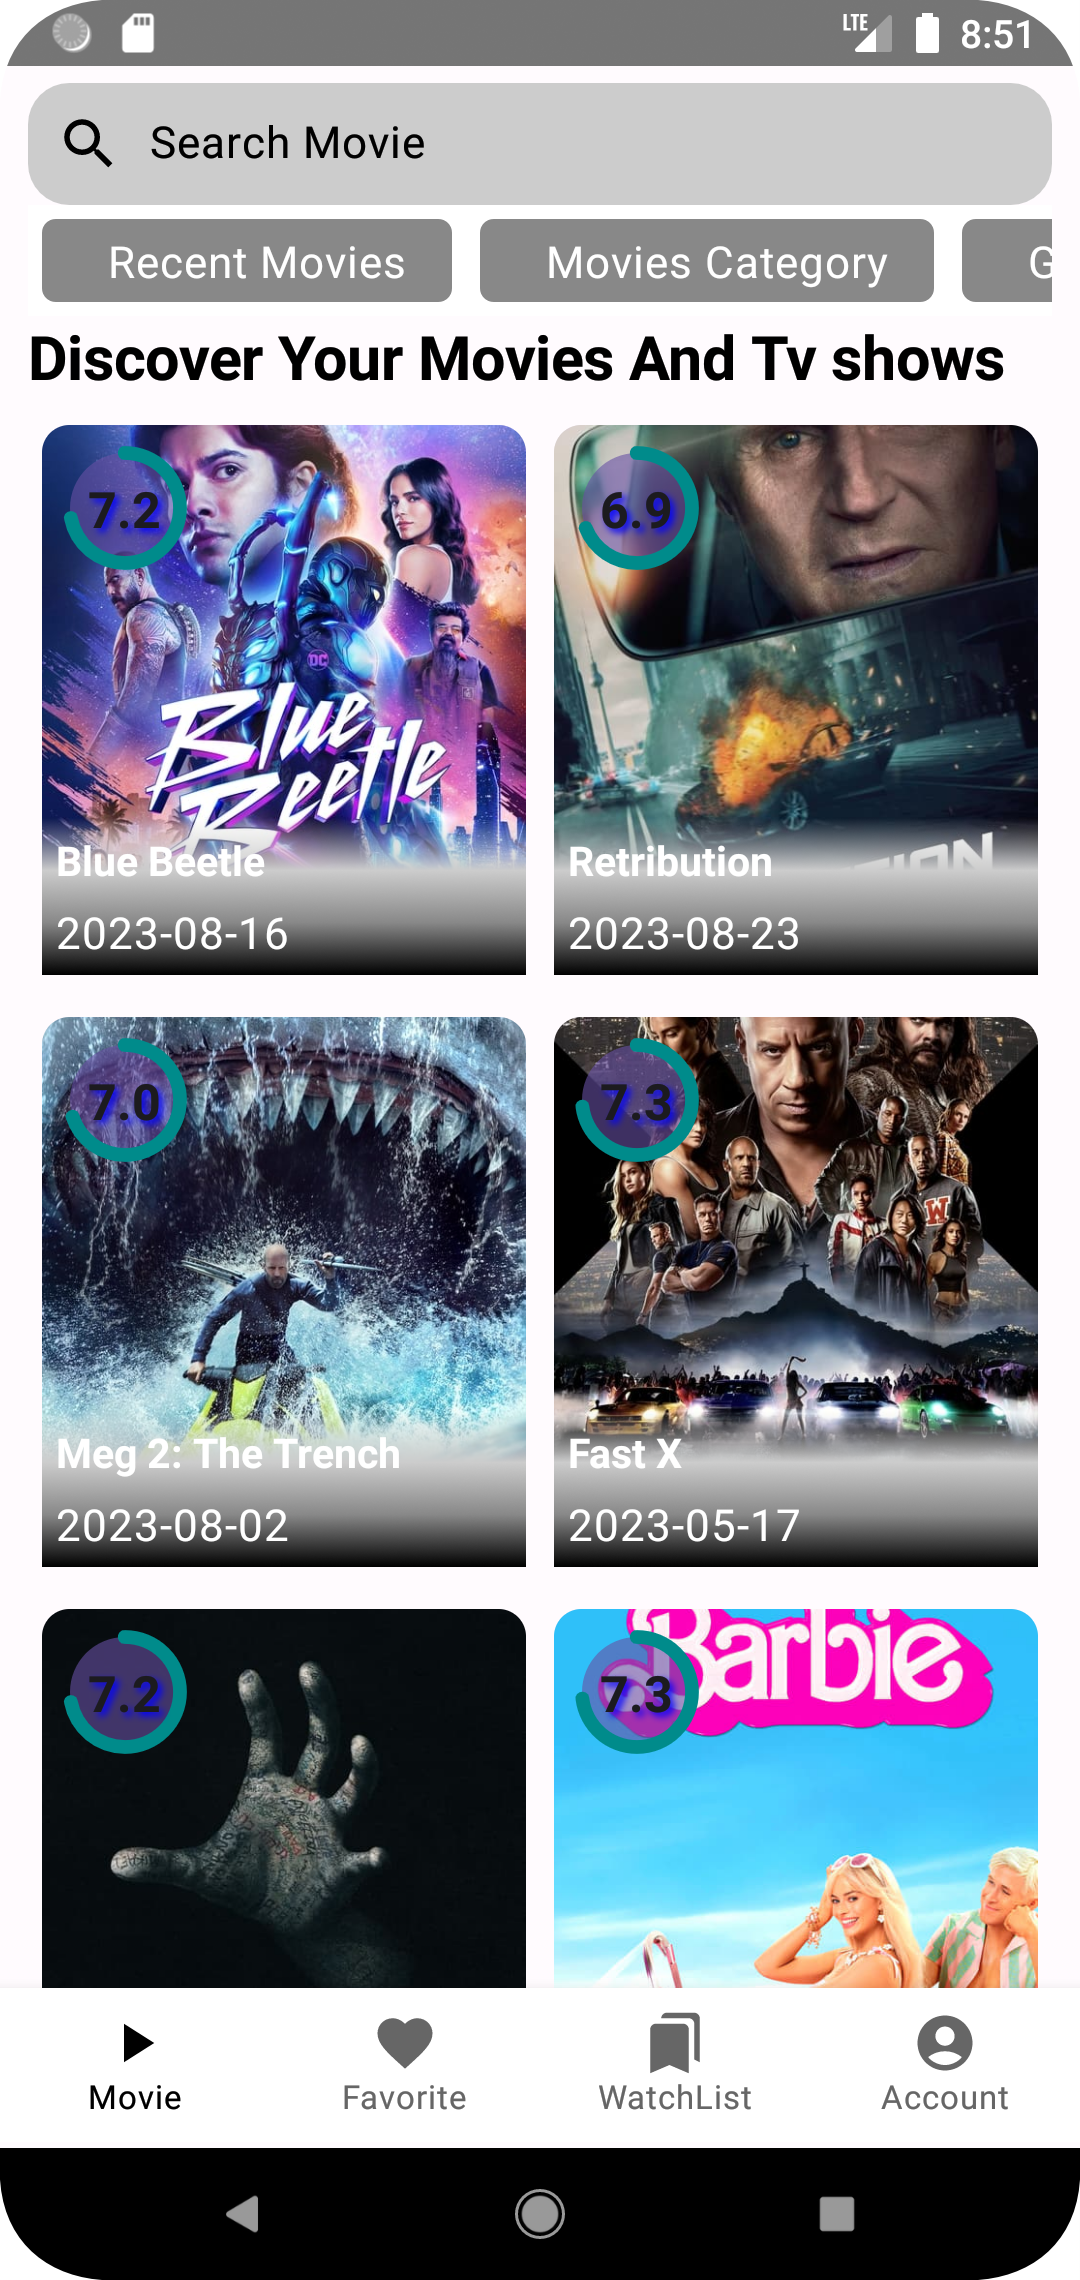 LTE 8:51
Search Movie
Recent Movies Movies Category G
Discover Your Movies And Tv shows
7.2
DC
Blue
Beetle
Blue Beetle
2023-08-16
6.9
Retribution
2023-08-23
7.0
Meg 2: The Trench
2023-08-02
7.3
W
Fast X
2023-05-17
7.2
7.3
Barbie
Movie Favorite WatchList Account